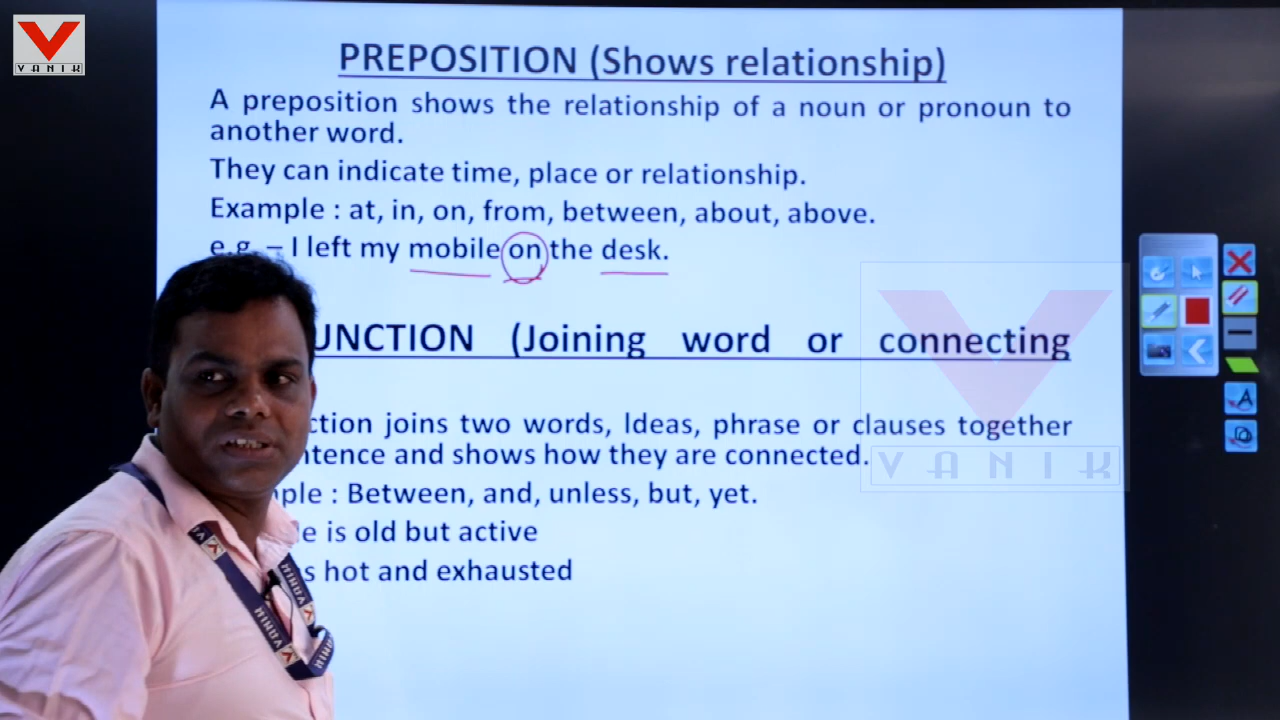 VANIK
PREPOSITION (Shows relationship)
A preposition shows the relationship of a noun or pronoun to
another word.
They can indicate time, place or relationship.
Example : at, in, on, from, between, about, above.
e.g. – I left my mobile on the desk.
UNCTION (Joining word or connecting
ction joins two words, Ideas, phrase or clauses together
ntence and shows how they are connected.
ple : Between, and, unless, but, yet.
e is old but active
s hot and exhausted
VANIK